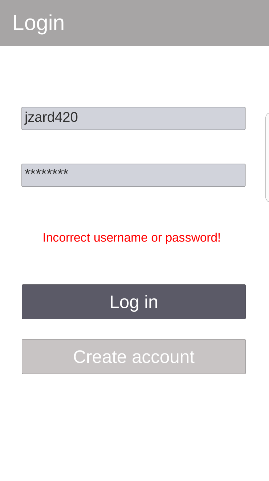 Login
jzard420
********
Incorrect username or password!
Log in
Create account